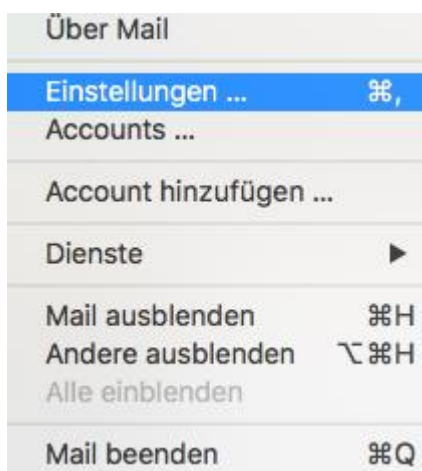 Über Mail
Einstellungen ... ⌘,
Accounts ...
Account hinzufügen ...
Dienste ▶
Mail ausblenden ⌘H
Andere ausblenden ⌥⌘H
Alle einblenden
Mail beenden ⌘Q